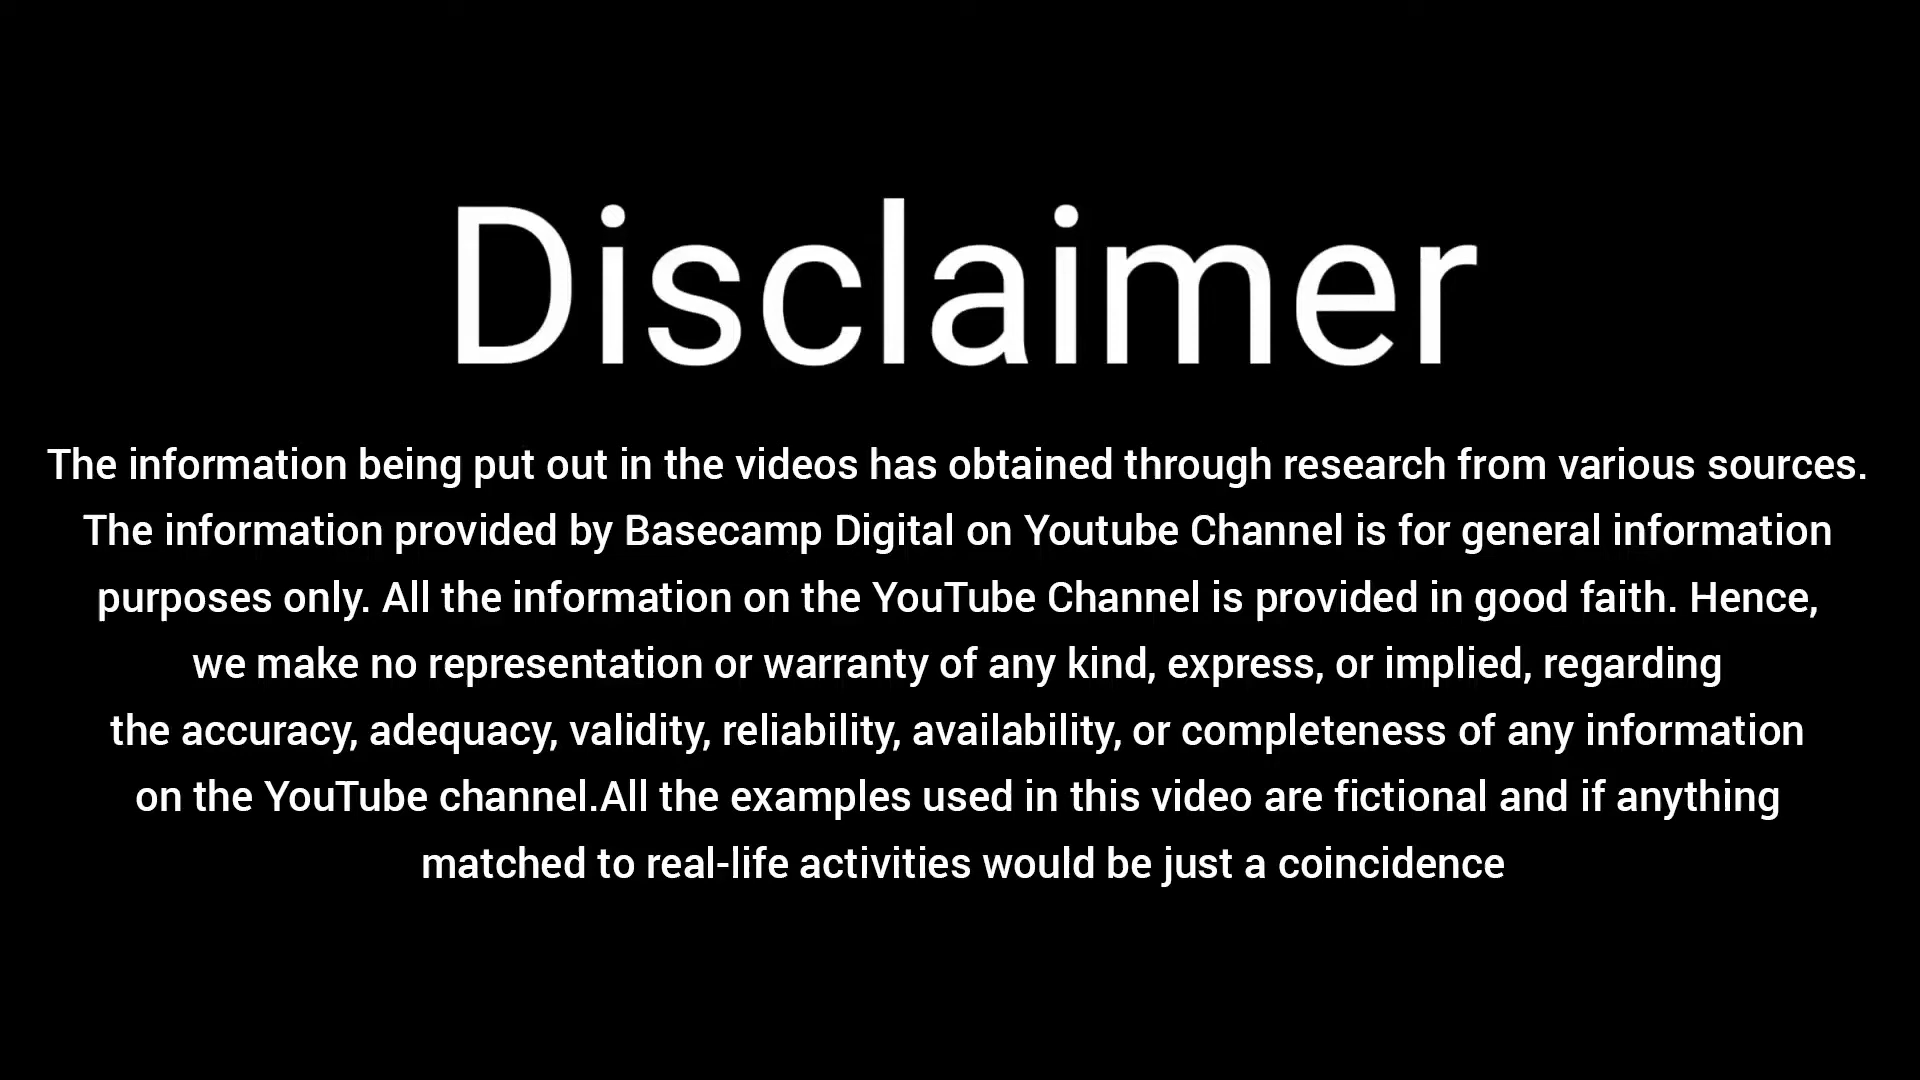 Disclaimer
The information being put out in the videos has obtained through research from various sources.
The information provided by Basecamp Digital on Youtube Channel is for general information
purposes only. All the information on the YouTube Channel is provided in good faith. Hence,
we make no representation or warranty of any kind, express, or implied, regarding
the accuracy, adequacy, validity, reliability, availability, or completeness of any information
on the YouTube channel.All the examples used in this video are fictional and if anything
matched to real-life activities would be just a coincidence